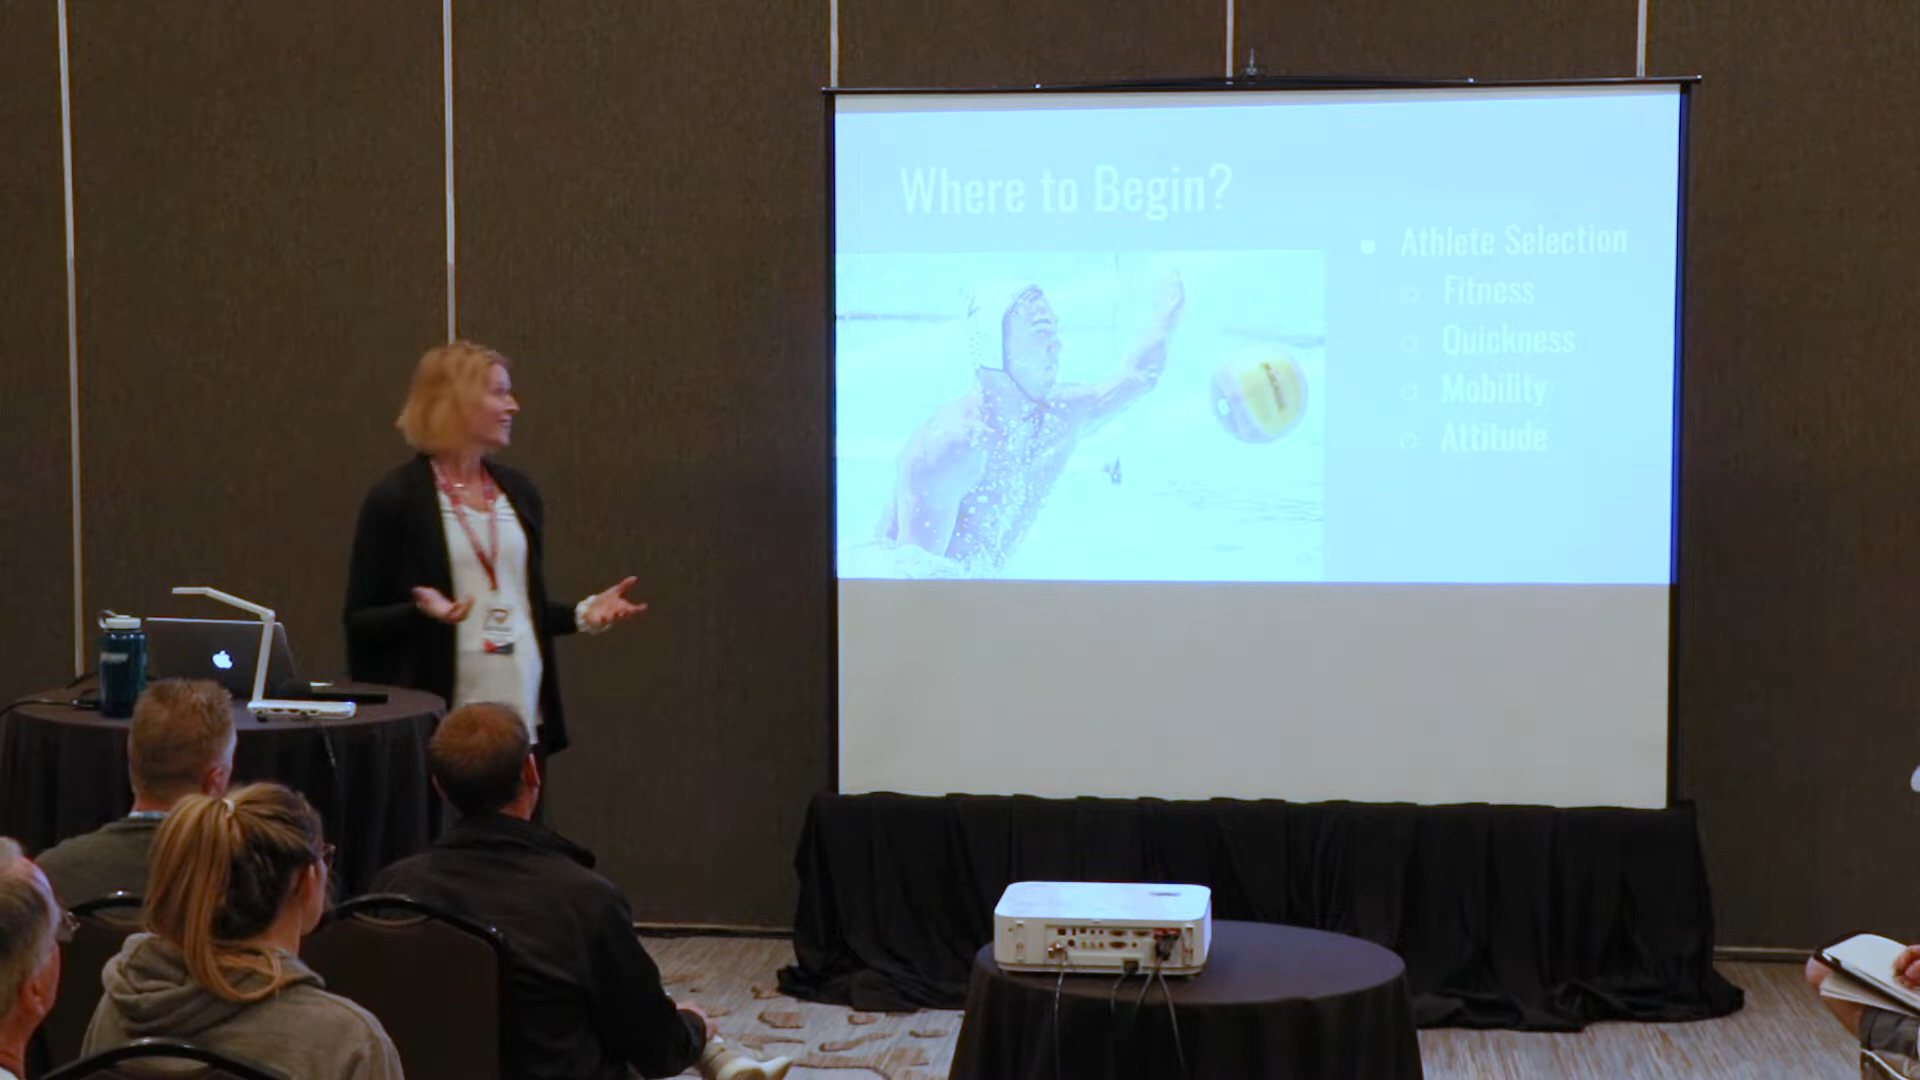 Where to Begin?
Athlete Selection
Fitness
Quickness
Mobility
Attitude